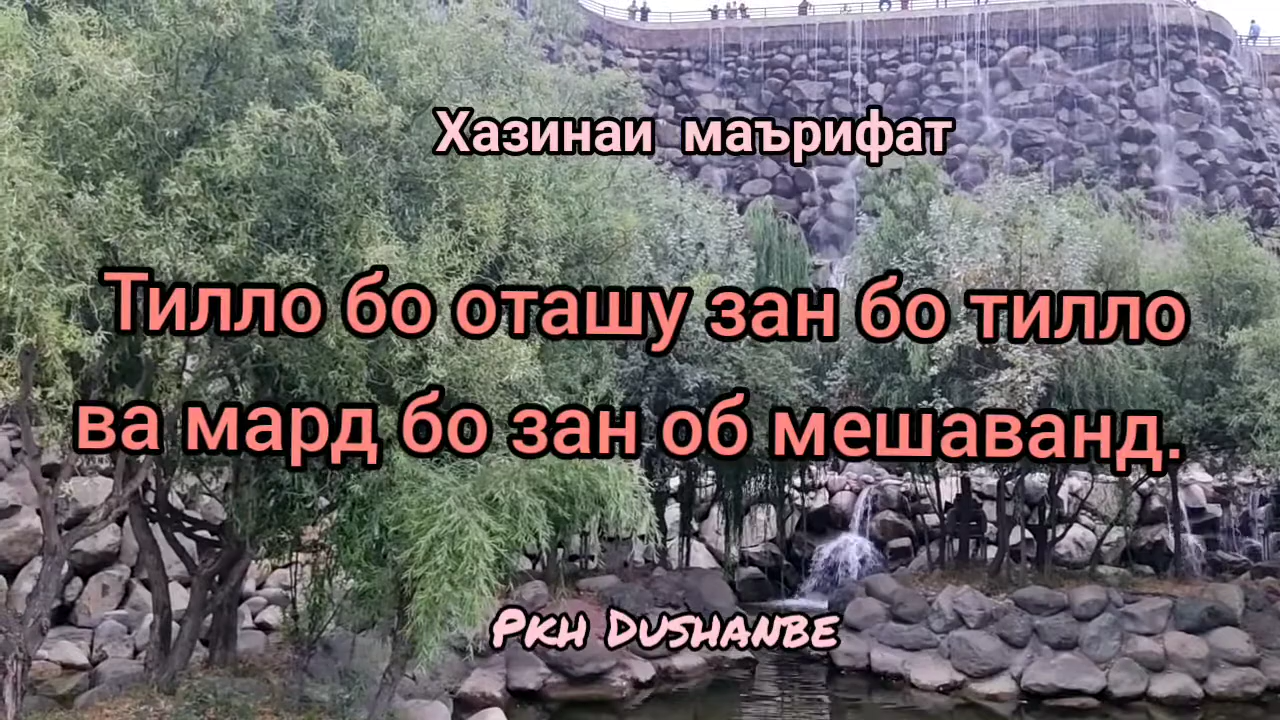 Хазинаи маърифат
Тилло бо оташу зан бо тилло
ва мард бо зан об мешаванд.
Pkh Dushanbe